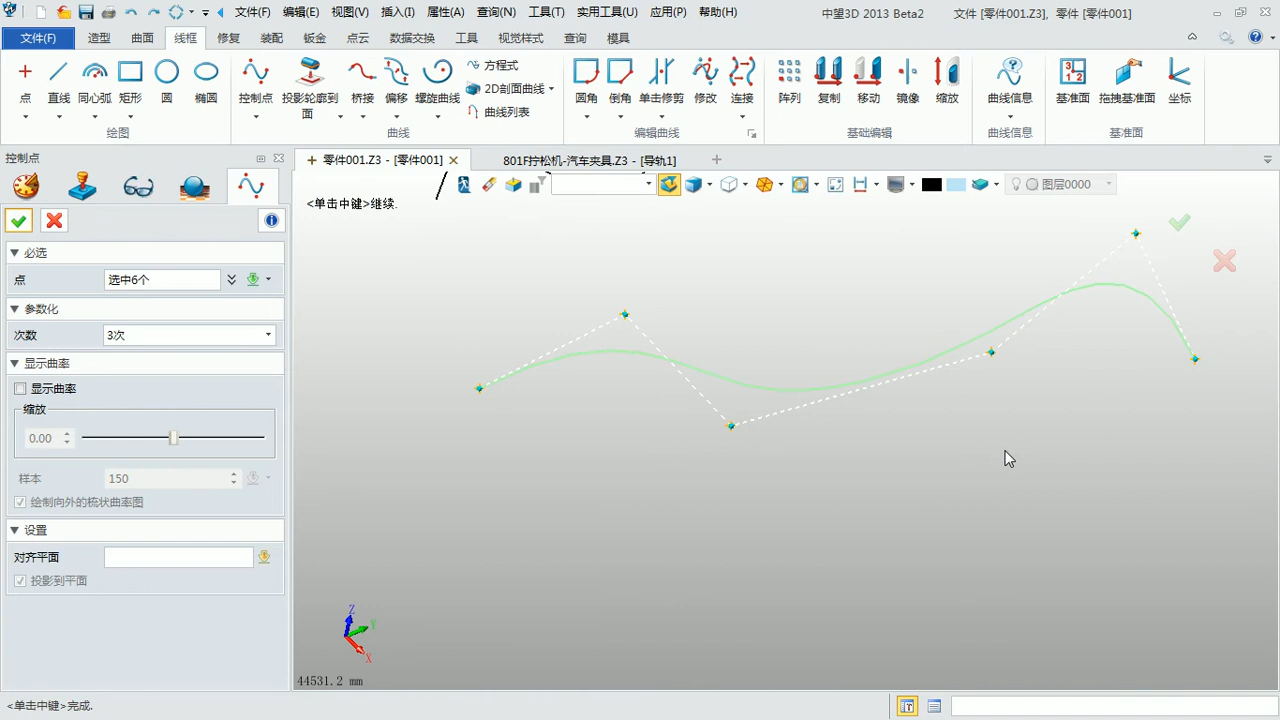 文件(F) 编辑(E) 视图(V) 插入(I) 属性(A) 查询(N) 工具(T) 实用工具(U) 应用(P) 帮助(H) 中望3D 2013 Beta2 文件 [零件001.Z3], 零件 [零件001]
文件(F) 造型 曲面 线框 修复 装配 钣金 点云 数据交换 工具 视觉样式 查询 模具
点 直线 同心弧 矩形 圆 椭圆 控制点 投影轮廓到面 桥接 偏移 螺旋曲线 圆角 倒角 单击修剪 修改 连接 阵列 复制 移动 镜像 缩放 曲线信息 基准面 拖拽基准面 坐标
方程式
2D剖面曲线
曲线列表
绘图 曲线 编辑曲线 基础编辑 曲线信息 基准面
控制点
零件001.Z3 - [零件001] 801F拧松机-汽车夹具.Z3 - [导轨1]
图层0000
<单击中键>继续.
必选
点 选中6个
参数化
次数 3次
显示曲率
显示曲率
缩放
0.00
样本 150
绘制向外的梳状曲率图
设置
对齐平面
投影到平面
Z
Y
X
44531.2 mm
<单击中键>完成.